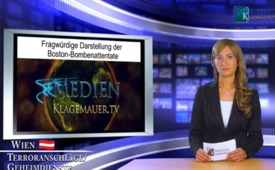 Fragwürdige Darstellung der
Boston-Bombenattentate
MEDIEN
KLAGEMAUER.TV
WIEN
TERRORANSCHLÄGE/
GEHEIMDIENSTE